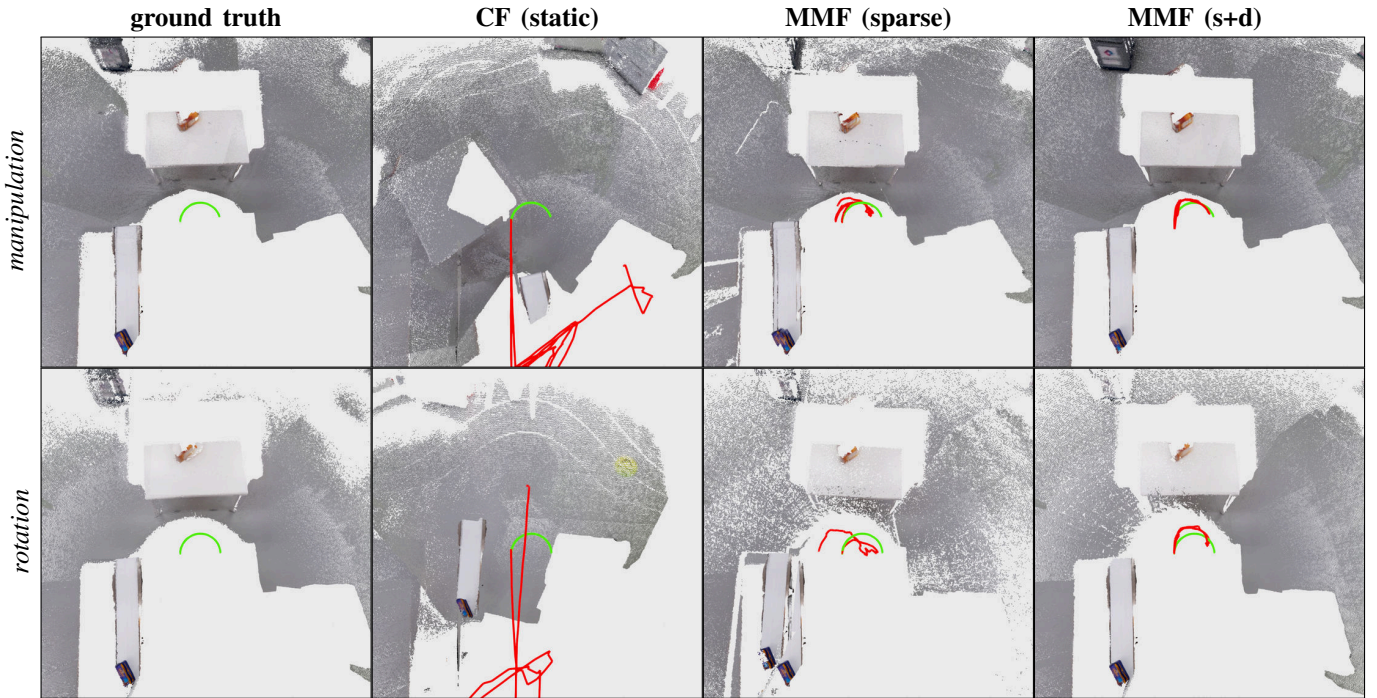 ground truth
CF (static)
MMF (sparse)
MMF (s+d)
manipulation
rotation